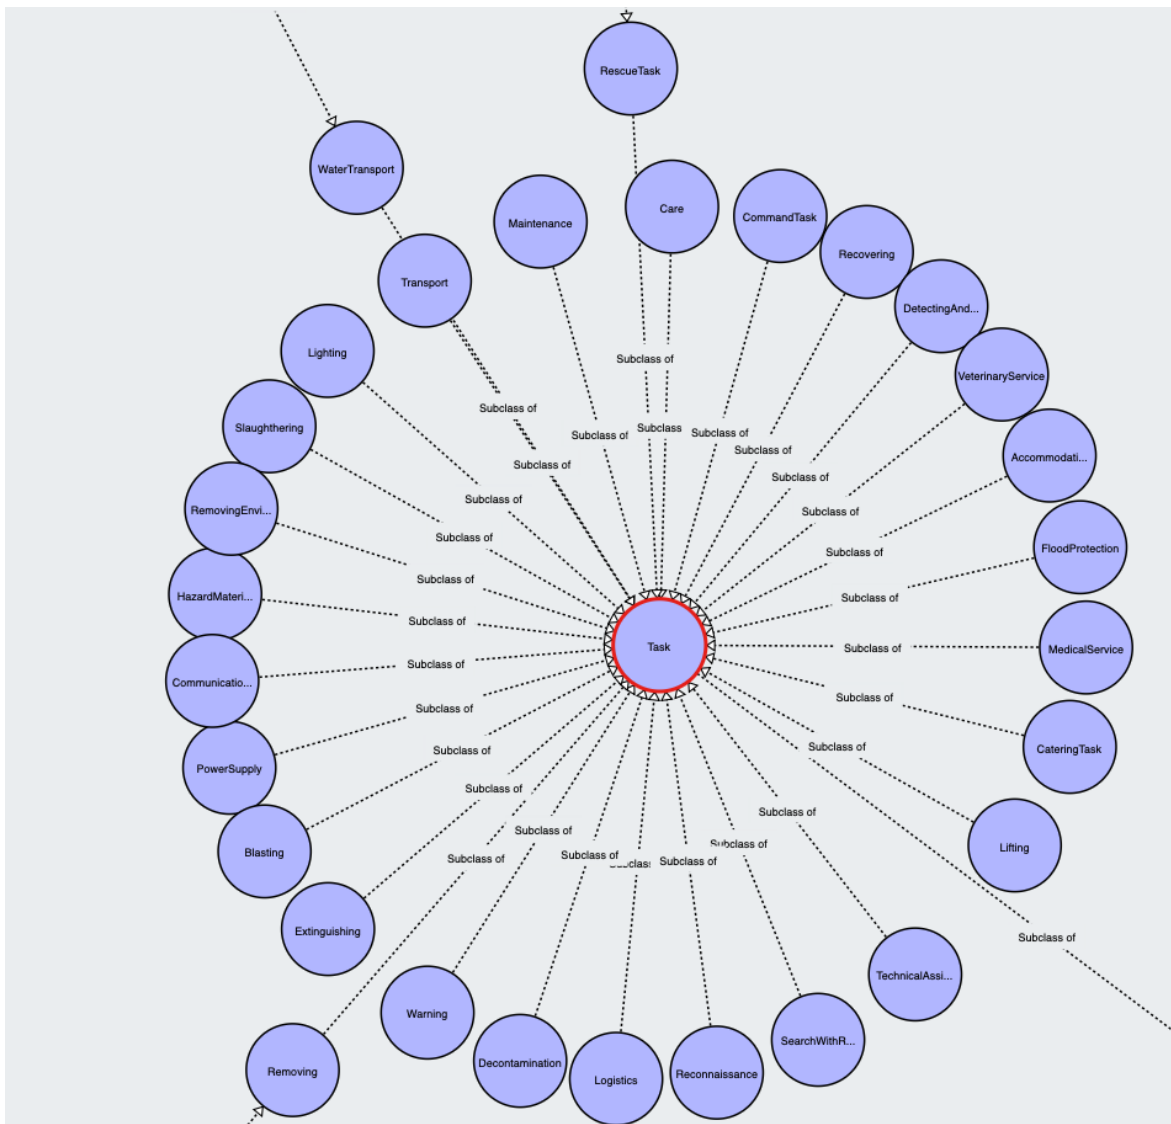 RescueTask
WaterTransport
Care
CommandTask
Maintenance
Recovering
Transport
DetectingAnd...
Lighting
Subclass of
VeterinaryService
Subclass of
Slaughthering
Subclass
Subclass of
Subclass of
Subclass of
Accommodati...
Subclass of
Subclass of
Subclass of
Subclass of
RemovingEnvi...
Subclass of
Subclass of
FloodProtection
Subclass of
Subclass of
HazardMateri...
Subclass of
Task
Subclass of
MedicalService
Subclass of
Communicatio...
Subclass of
Subclass of
Subclass of
CateringTask
Subclass of
PowerSupply
Subclass of
Subclass of
Subclass of
Subclass of
Lifting
Blasting
Subclass of
Subclass of
Subclass of
Extinguishing
Subclass of
TechnicalAssi...
Warning
SearchWithR...
Decontamination
Removing
Reconnaissance
Logistics